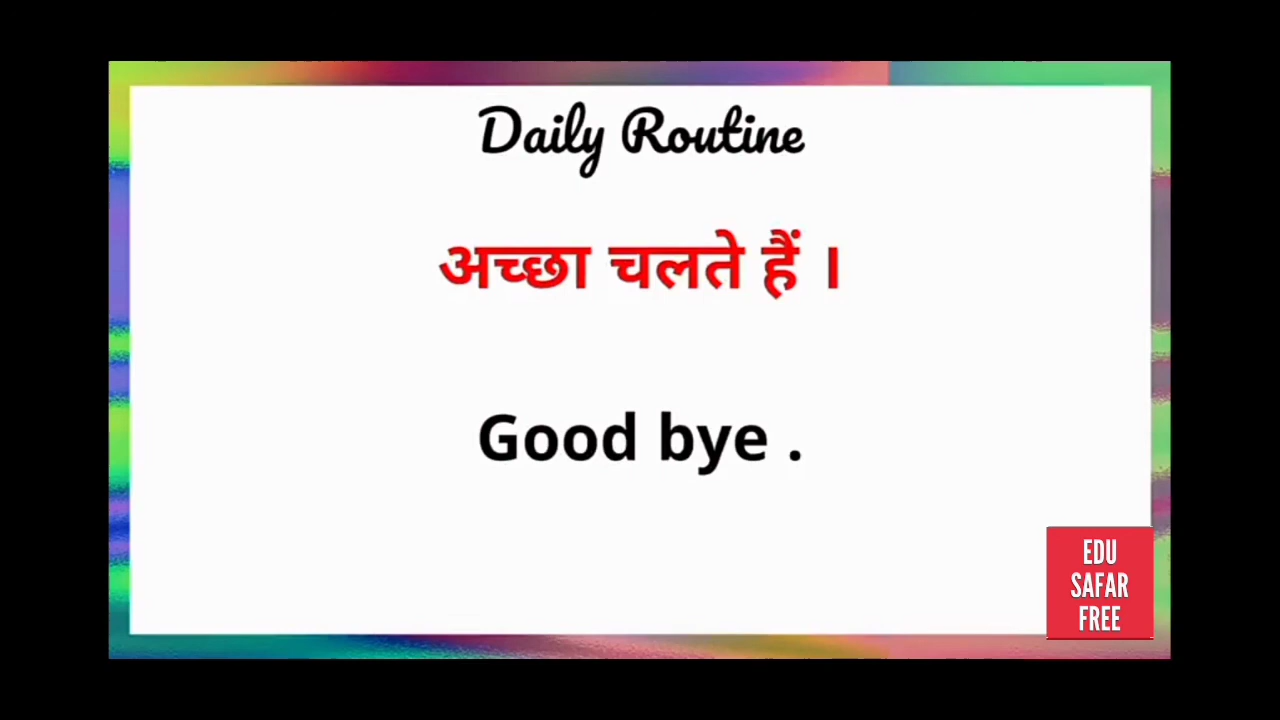 Daily Routine
अच्छा चलते हैं ।
Good bye .
EDU
SAFAR
FREE